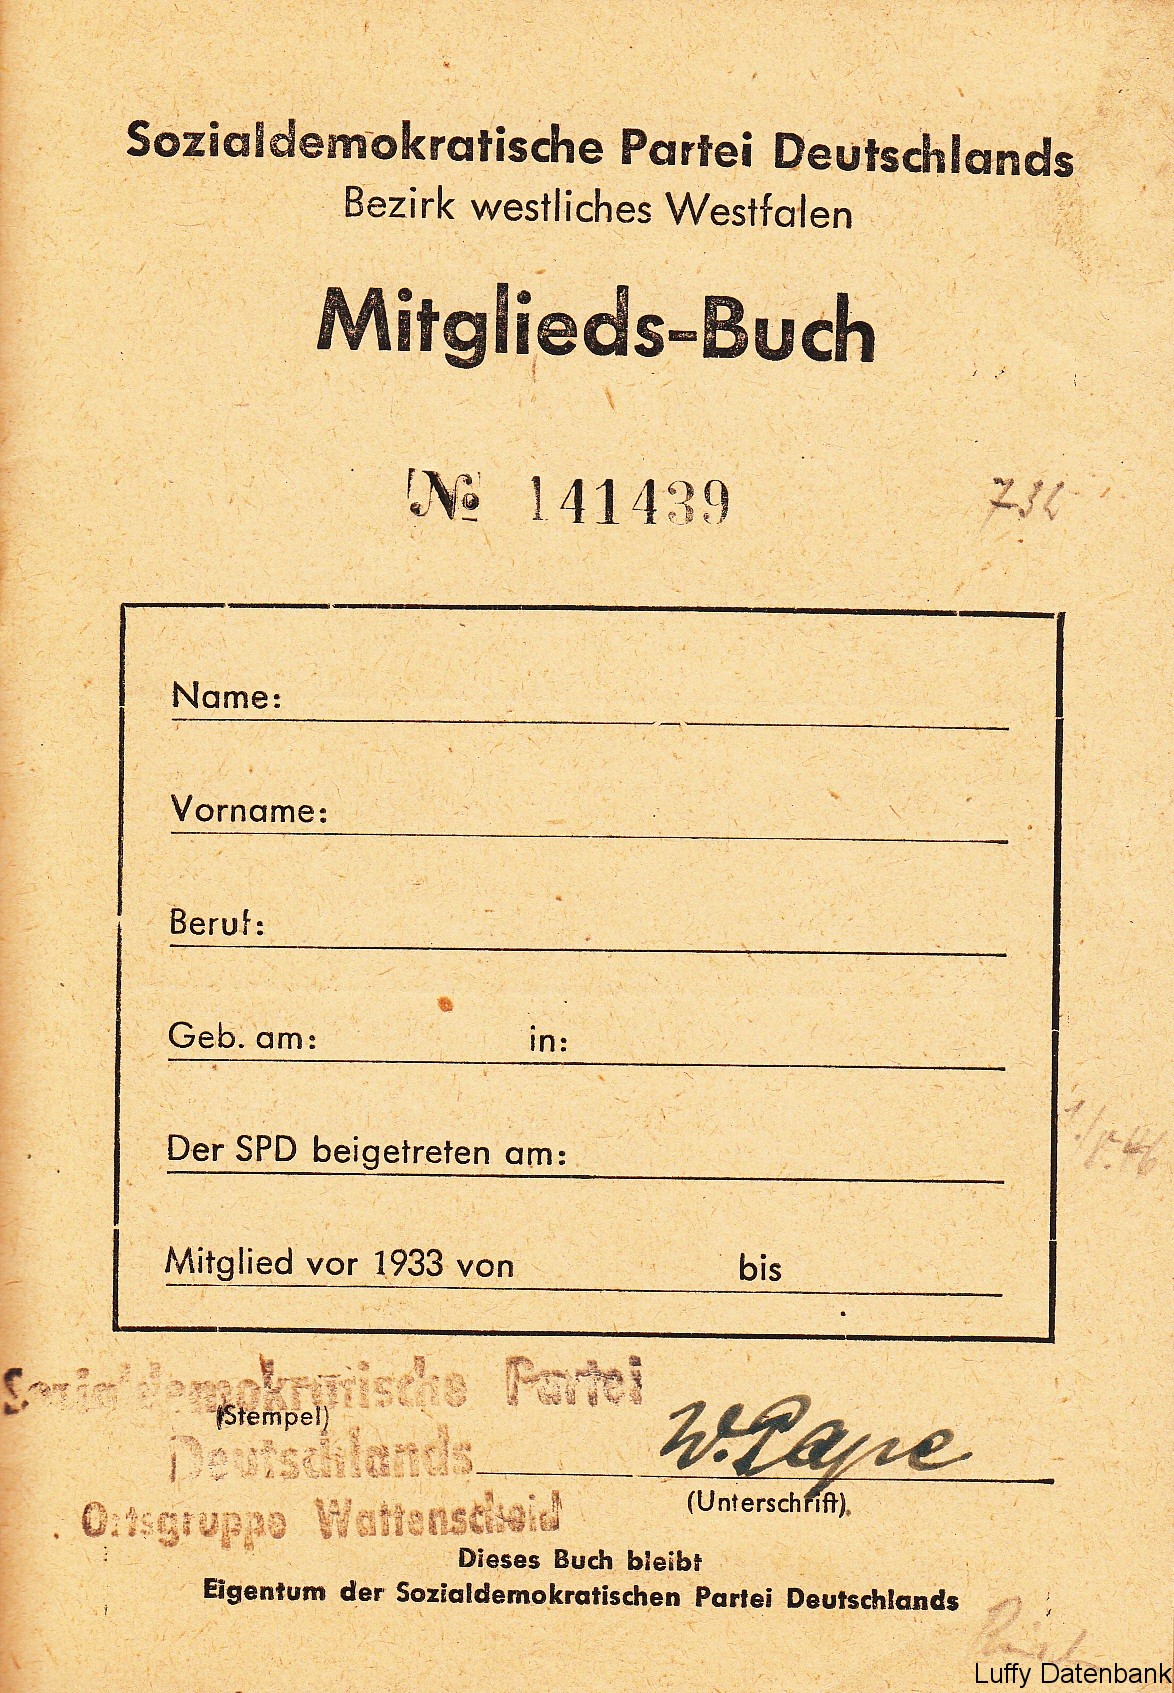 Sozialdemokratische Partei Deutschlands
Bezirk westliches Westfalen
Mitglieds-Buch
№ 141439
732
Name:
Vorname:
Beruf:
Geb. am: in:
Der SPD beigetreten am:
Mitglied vor 1933 von bis
Sozialdemokratische Partei
(Stempel)
Deutschlands
W. Pape
(Unterschrift)
Ortsgruppe Wattenscheid
Dieses Buch bleibt
Eigentum der Sozialdemokratischen Partei Deutschlands
Luffy Datenbank